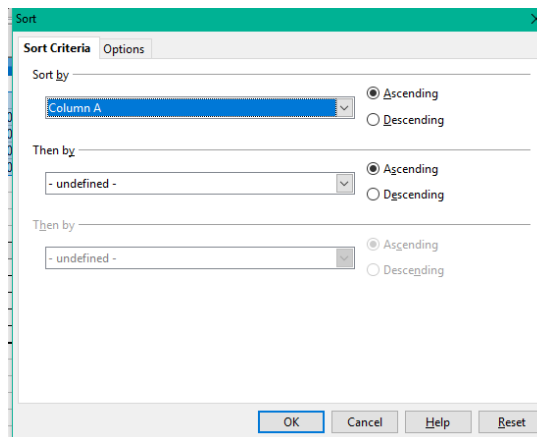 Sort
Sort Criteria Options
Sort by
Column A
Ascending
Descending
Then by
- undefined -
Ascending
Descending
Then by
- undefined -
Ascending
Descending
OK Cancel Help Reset